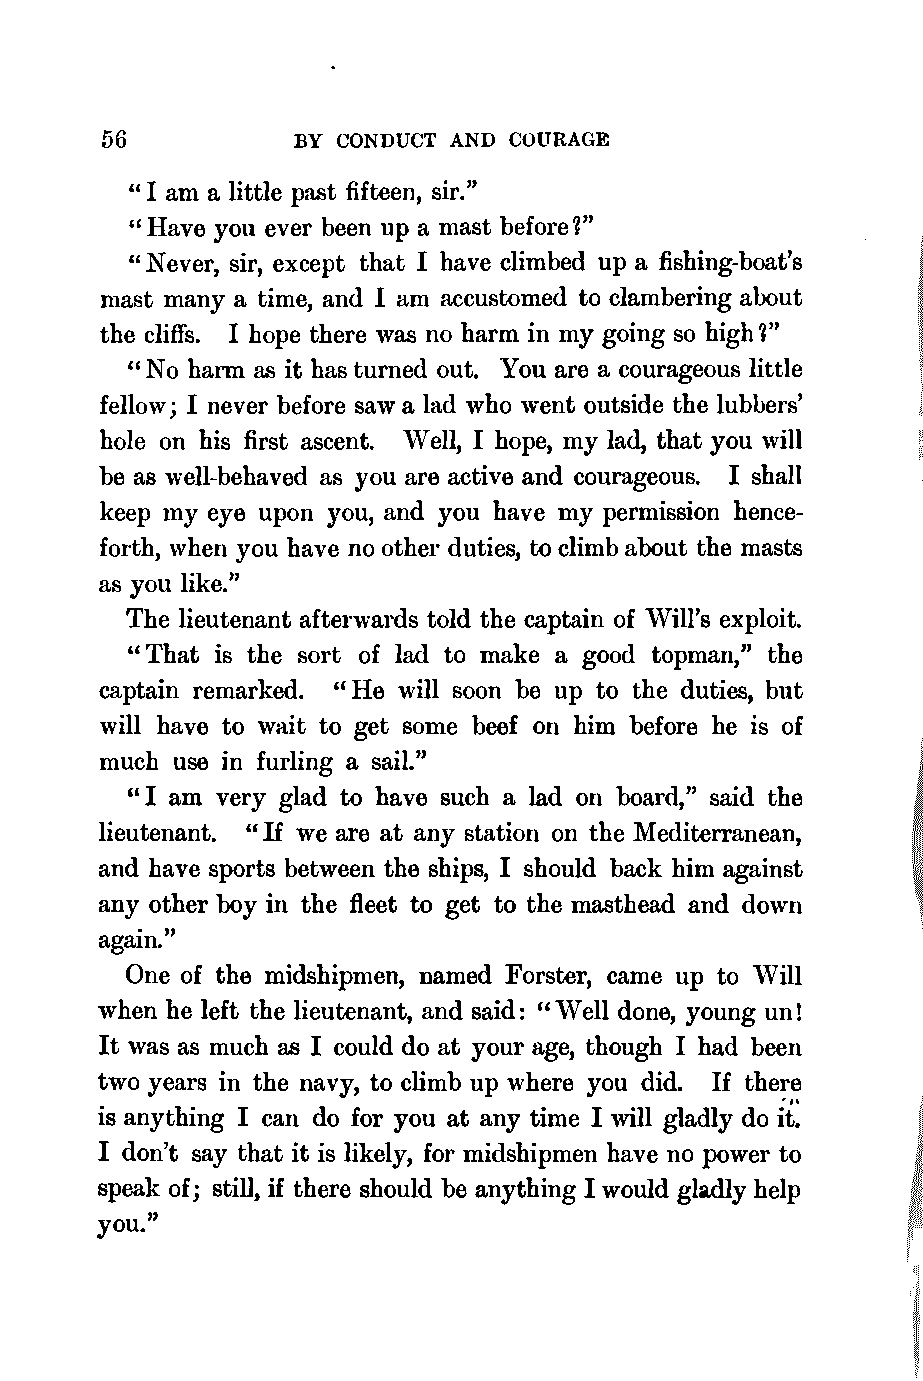 56 BY CONDUCT AND COURAGE
“I am a little past fifteen, sir.”
“Have you ever been up a mast before?”
“Never, sir, except that I have climbed up a fishing-boat’s
mast many a time, and I am accustomed to clambering about
the cliffs. I hope there was no harm in my going so high?”
“No harm as it has turned out. You are a courageous little
fellow; I never before saw a lad who went outside the lubbers’
hole on his first ascent. Well, I hope, my lad, that you will
be as well-behaved as you are active and courageous. I shall
keep my eye upon you, and you have my permission hence-
forth, when you have no other duties, to climb about the masts
as you like.”
The lieutenant afterwards told the captain of Will’s exploit.
“That is the sort of lad to make a good topman,” the
captain remarked. “He will soon be up to the duties, but
will have to wait to get some beef on him before he is of
much use in furling a sail.”
“I am very glad to have such a lad on board,” said the
lieutenant. “If we are at any station on the Mediterranean,
and have sports between the ships, I should back him against
any other boy in the fleet to get to the masthead and down
again.”
One of the midshipmen, named Forster, came up to Will
when he left the lieutenant, and said: “Well done, young un!
It was as much as I could do at your age, though I had been
two years in the navy, to climb up where you did. If there
is anything I can do for you at any time I will gladly do it.
I don’t say that it is likely, for midshipmen have no power to
speak of; still, if there should be anything I would gladly help
you.”